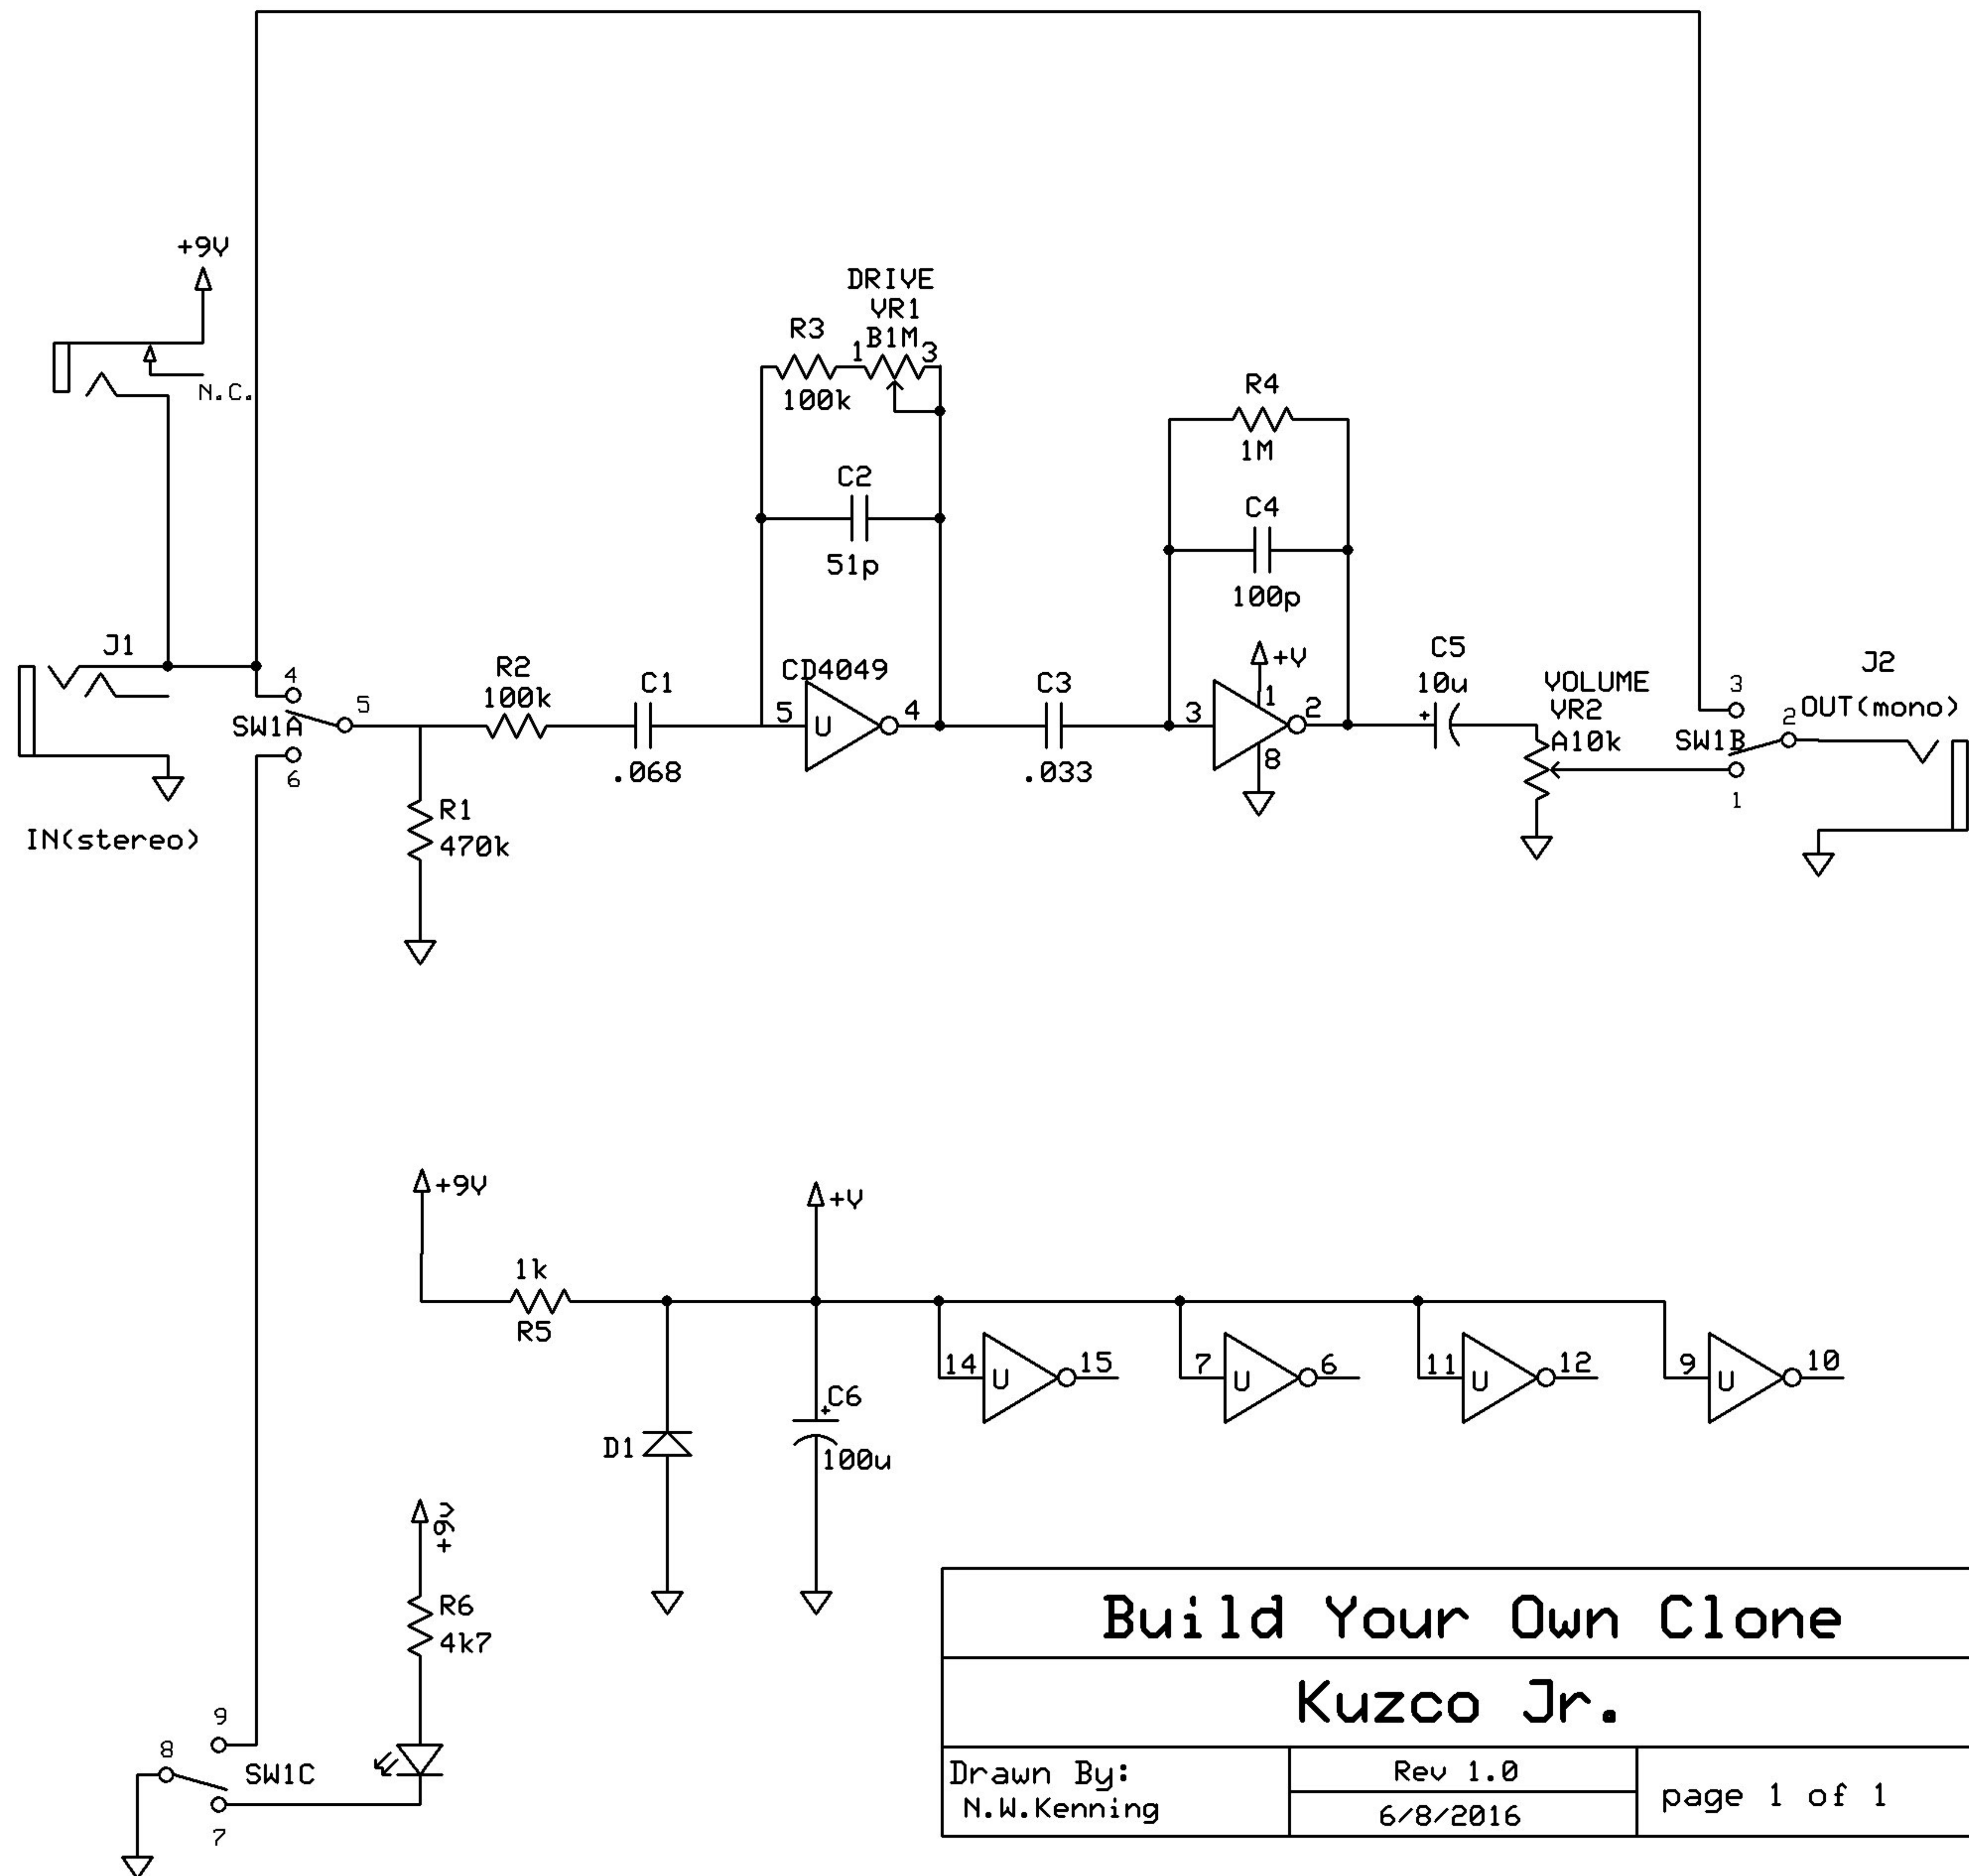 +9V
N.C.
J1
IN(stereo)
4
SW1A
5
6
R1
470k
R2
100k
C1
.068
DRIVE
VR1
B1M
R3
1
3
100k
C2
51p
CD4049
5
U
4
C3
.033
R4
1M
C4
100p
+V
3
1
2
8
C5
10u
+
VOLUME
VR2
A10k
3
SW1B
2
1
J2
OUT(mono)
+9V
1k
R5
+V
D1
+
C6
100u
14
U
15
7
U
6
11
U
12
9
U
10
+9V
R6
4k7
9
8
SW1C
7
Build Your Own Clone
Kuzco Jr.
Drawn By:
N.W.Kenning
Rev 1.0
6/8/2016
page 1 of 1